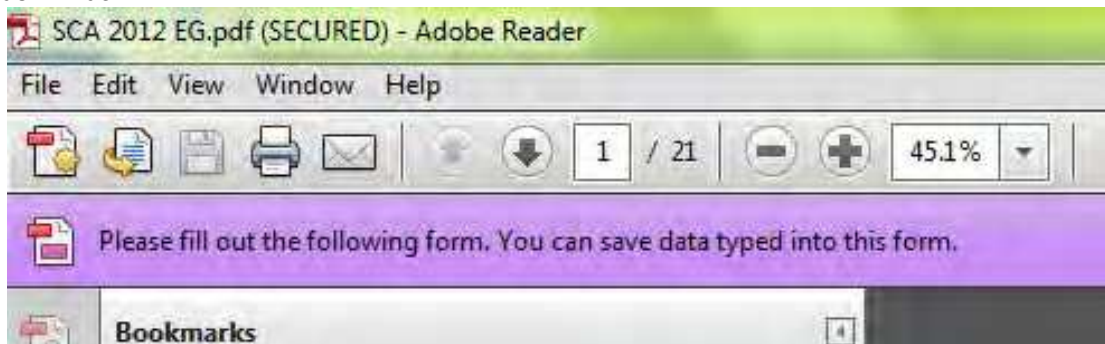 SCA 2012 EG.pdf (SECURED) - Adobe Reader
File Edit View Window Help
1 / 21 45.1%
Please fill out the following form. You can save data typed into this form.
Bookmarks